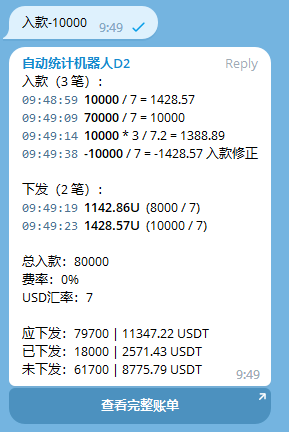 入款-10000
9:49
自动统计机器人D2 Reply
入款（3 笔）：
09:48:59 10000 / 7 = 1428.57
09:49:09 70000 / 7 = 10000
09:49:14 10000 * 3 / 7.2 = 1388.89
09:49:38 -10000 / 7 = -1428.57 入款修正
下发（2 笔）：
09:49:19 1142.86U (8000 / 7)
09:49:23 1428.57U (10000 / 7)
总入款：80000
费率：0%
USD汇率：7
应下发：79700 | 11347.22 USDT
已下发：18000 | 2571.43 USDT
未下发：61700 | 8775.79 USDT
9:49
查看完整账单